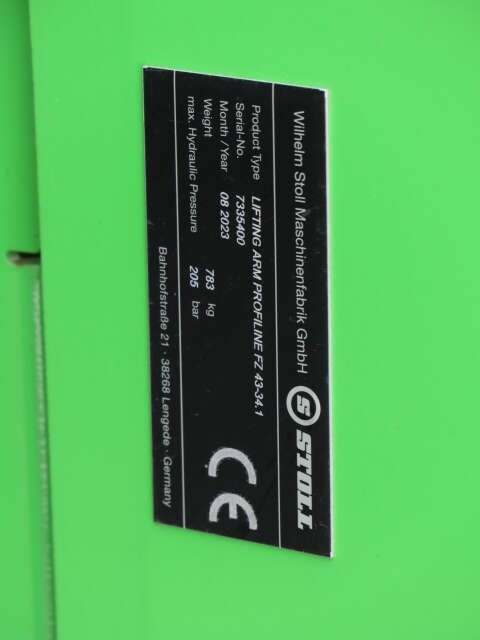 Wilhelm Stoll Maschinenfabrik GmbH S STOLL
Product Type LIFTING ARM PROFILINE FZ 43-34.1
Serial-No. 7335400
Month / Year 08 2023
Weight 783 kg
max. Hydraulic Pressure 205 bar
CE
Bahnhofstraße 21 · 38268 Lengede · Germany